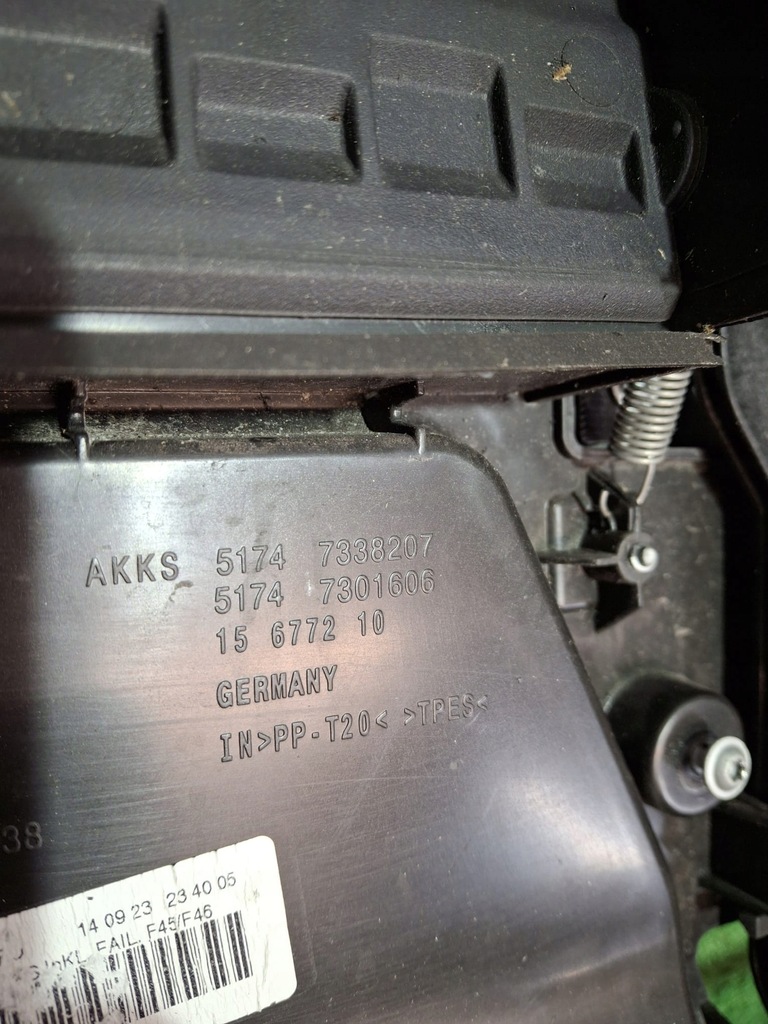 AKKS 5174 7338207
5174 7301606
15 6772 10
GERMANY
IN>PP-T20< >TPES<
38
14 09 23 23 40 05
FAIL. F45/F46